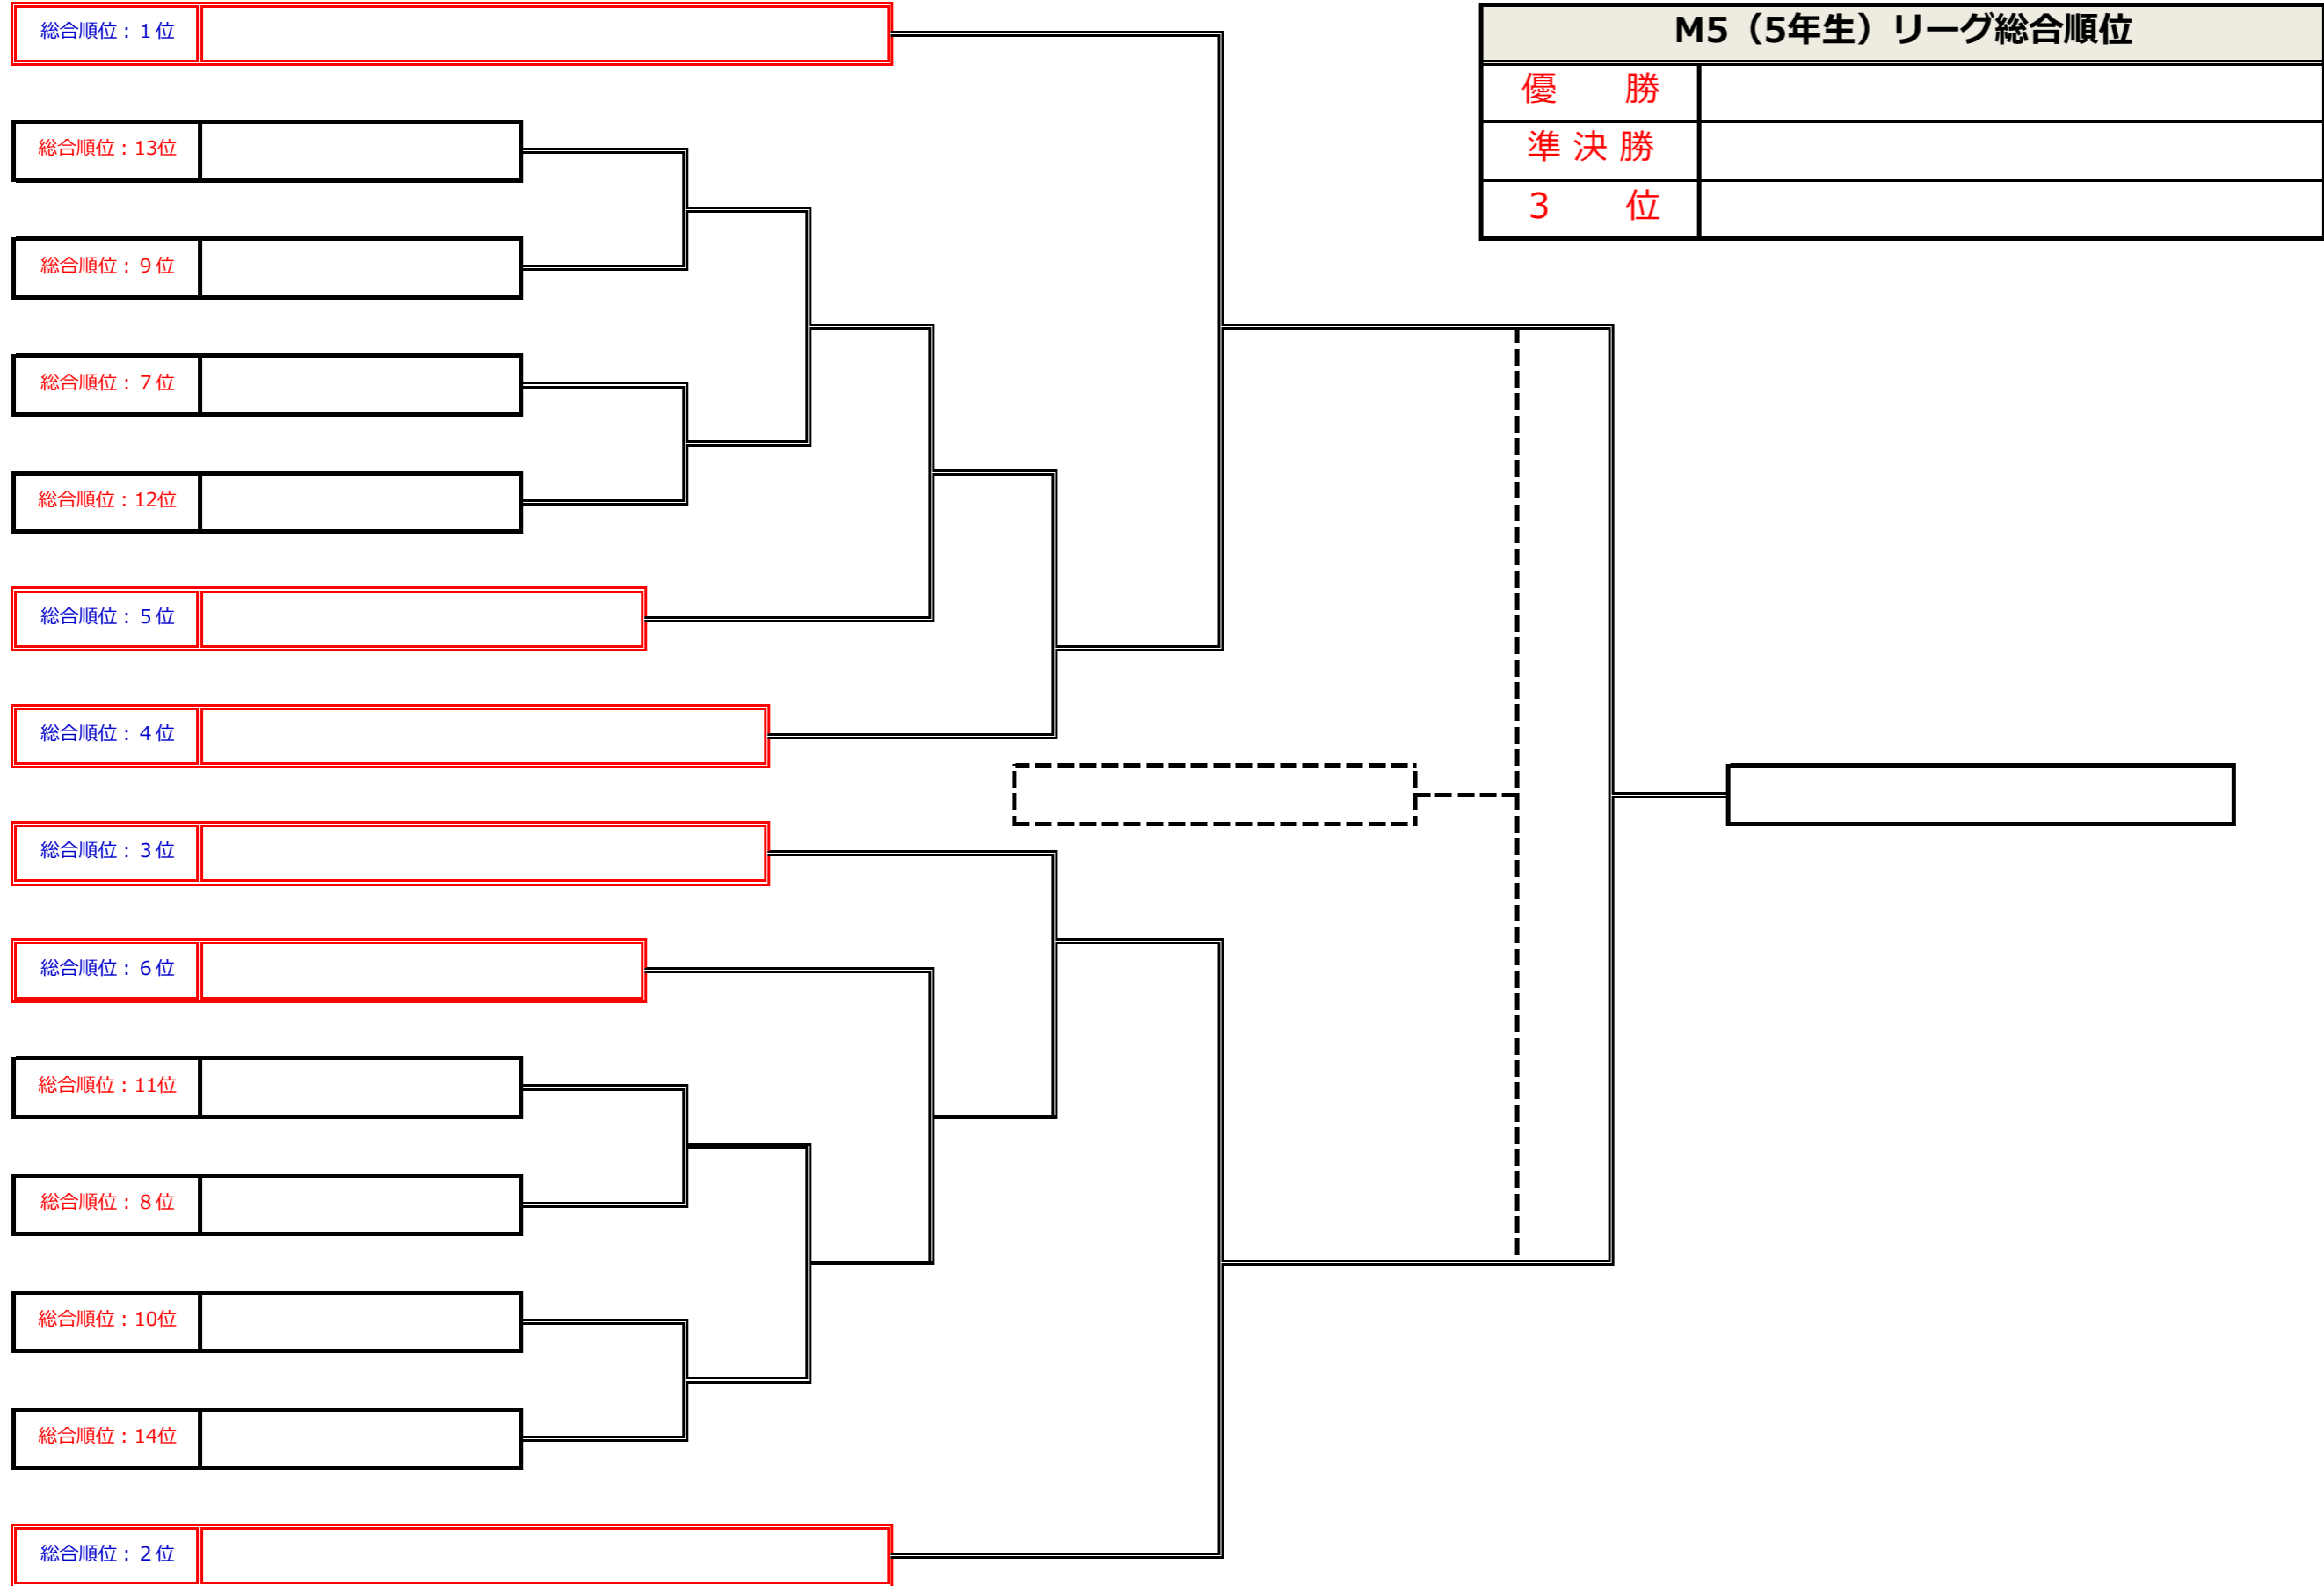 総合順位：１位
M5（5年生）リーグ総合順位
優　　勝
準 決 勝
３　　位
総合順位：13位
総合順位：９位
総合順位：７位
総合順位：12位
総合順位：５位
総合順位：４位
総合順位：３位
総合順位：６位
総合順位：11位
総合順位：８位
総合順位：10位
総合順位：14位
総合順位：２位